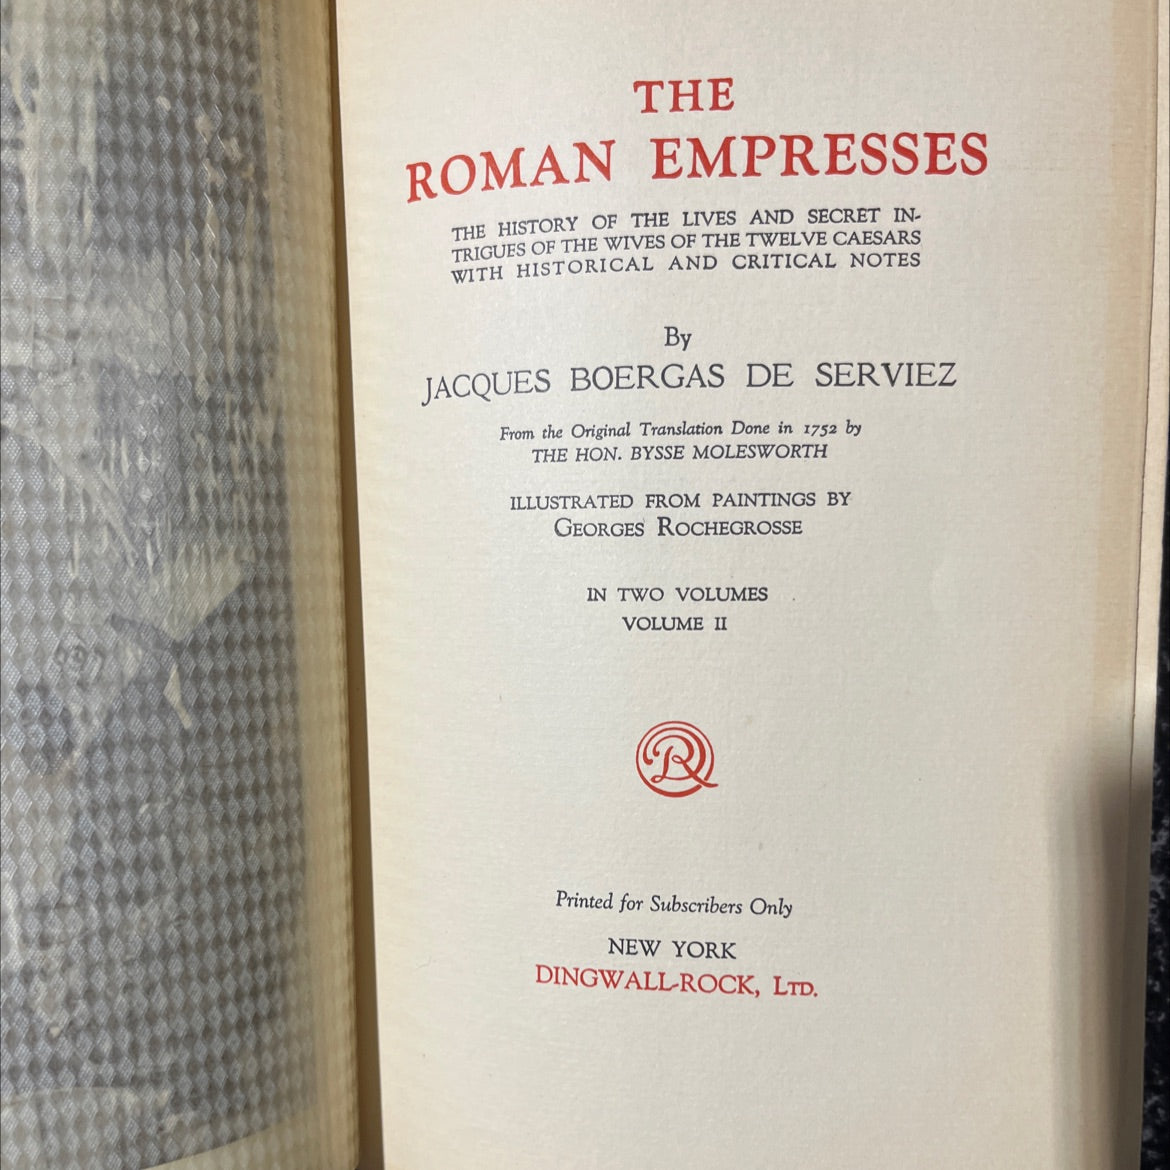 THE
ROMAN EMPRESSES
THE HISTORY OF THE LIVES AND SECRET IN-
TRIGUES OF THE WIVES OF THE TWELVE CAESARS
WITH HISTORICAL AND CRITICAL NOTES
By
JACQUES BOERGAS DE SERVIEZ
From the Original Translation Done in 1752 by
THE HON. BYSSE MOLESWORTH
ILLUSTRATED FROM PAINTINGS BY
GEORGES ROCHEGROSSE
IN TWO VOLUMES
VOLUME II
Printed for Subscribers Only
NEW YORK
DINGWALL-ROCK, LTD.